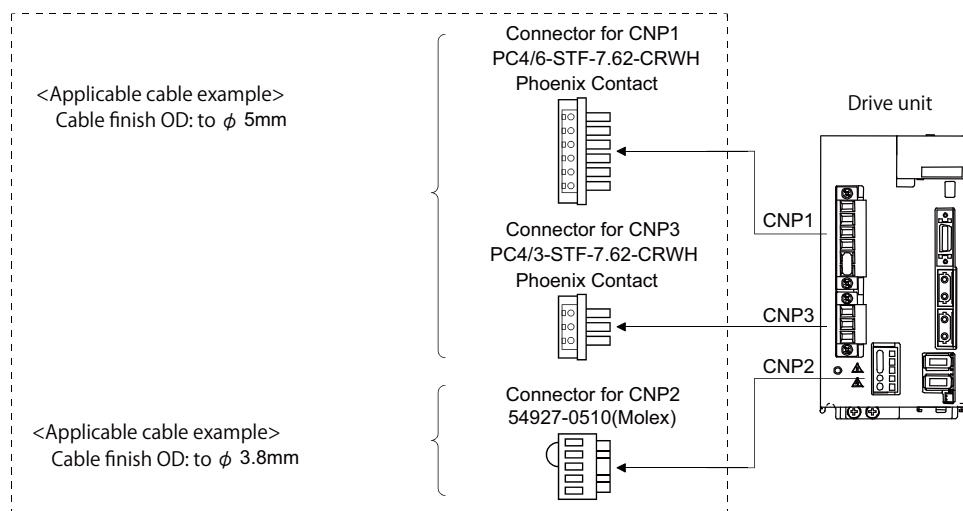 Connector for CNP1
PC4/6-STF-7.62-CRWH
Phoenix Contact
<Applicable cable example>
Cable finish OD: to φ 5mm
Drive unit
CNP1
Connector for CNP3
PC4/3-STF-7.62-CRWH
Phoenix Contact
CNP3
CNP2
Connector for CNP2
54927-0510(Molex)
<Applicable cable example>
Cable finish OD: to φ 3.8mm